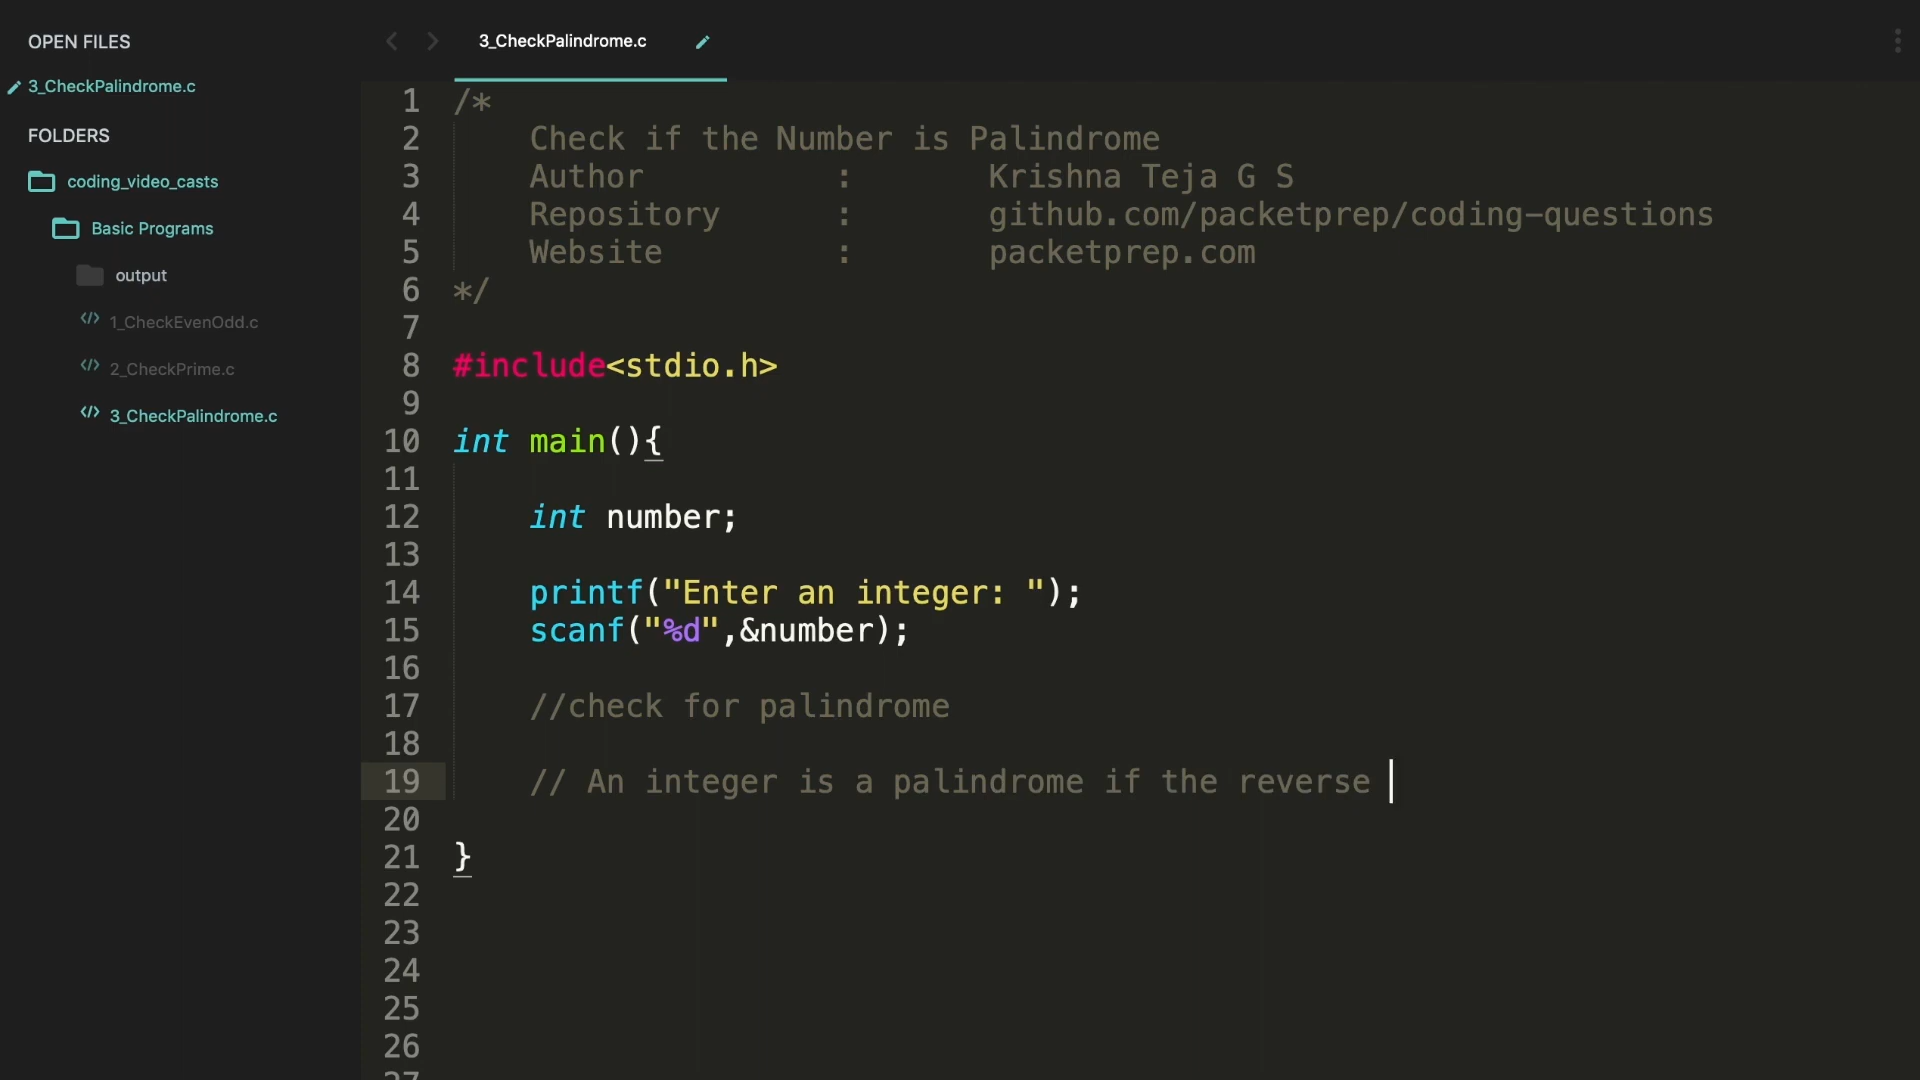 OPEN FILES
3_CheckPalindrome.c
FOLDERS
coding_video_casts
Basic Programs
output
1_CheckEvenOdd.c
2_CheckPrime.c
3_CheckPalindrome.c
3_CheckPalindrome.c
1 /*
2 Check if the Number is Palindrome
3 Author : Krishna Teja G S
4 Repository : github.com/packetprep/coding-questions
5 Website : packetprep.com
6 */
7
8 #include<stdio.h>
9
10 int main(){
11
12 int number;
13
14 printf("Enter an integer: ");
15 scanf("%d",&number);
16
17 //check for palindrome
18
19 // An integer is a palindrome if the reverse
20
21 }
22
23
24
25
26
27